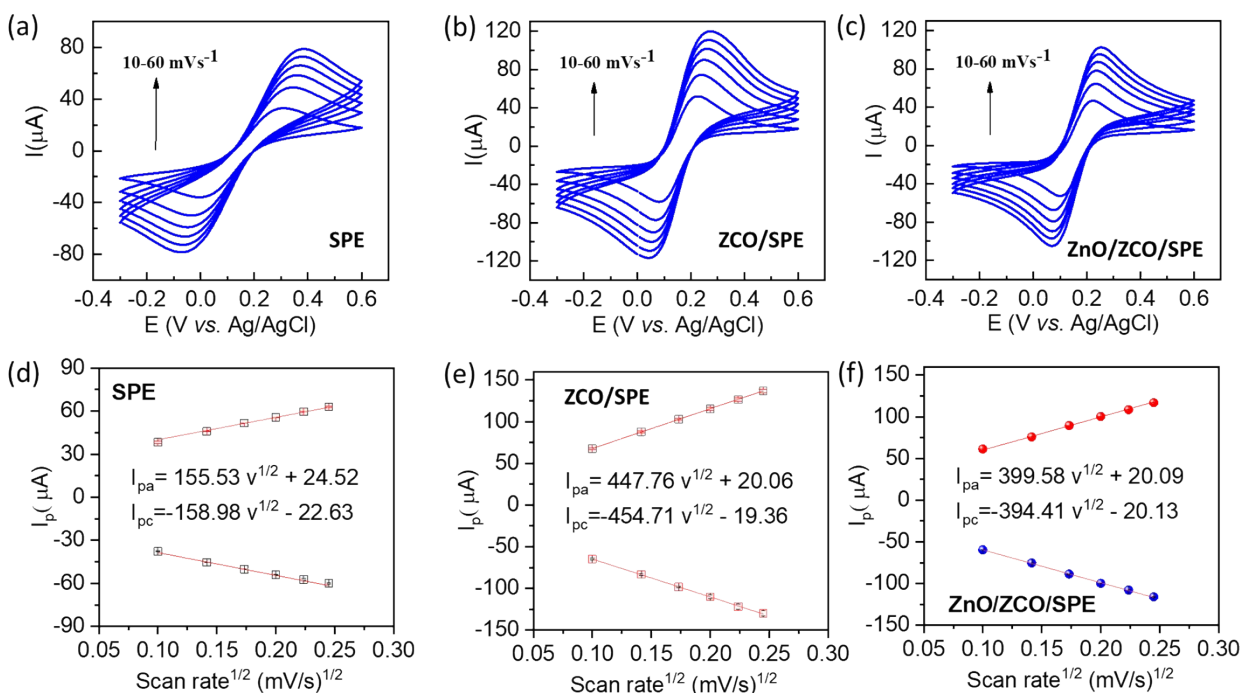 (a)
80
40
0
-40
-80
I(μA)
10-60 mVs-1
SPE
-0.4 -0.2 0.0 0.2 0.4 0.6
E (V vs. Ag/AgCl)
(b)
120
80
40
0
-40
-80
-120
I(μA)
10-60 mVs-1
ZCO/SPE
-0.4 -0.2 0.0 0.2 0.4 0.6
E (V vs. Ag/AgCl)
(c)
120
80
40
0
-40
-80
-120
I (μA)
10-60 mVs-1
ZnO/ZCO/SPE
-0.4 -0.2 0.0 0.2 0.4 0.6
E (V vs. Ag/AgCl)
(d)
90
60
30
0
-30
-60
-90
Ip( μA)
SPE
Ipa= 155.53 v1/2 + 24.52
Ipc=-158.98 v1/2 - 22.63
0.05 0.10 0.15 0.20 0.25 0.30
Scan rate1/2 (mV/s)1/2
(e)
150
100
50
0
-50
-100
-150
Ip( μA)
ZCO/SPE
Ipa= 447.76 v1/2 + 20.06
Ipc=-454.71 v1/2 - 19.36
0.05 0.10 0.15 0.20 0.25 0.30
Scan rate1/2 (mV/s)1/2
(f)
150
100
50
0
-50
-100
-150
Ip( μA)
Ipa= 399.58 v1/2 + 20.09
Ipc=-394.41 v1/2 - 20.13
ZnO/ZCO/SPE
0.05 0.10 0.15 0.20 0.25 0.30
Scan rate1/2 (mV/s)1/2